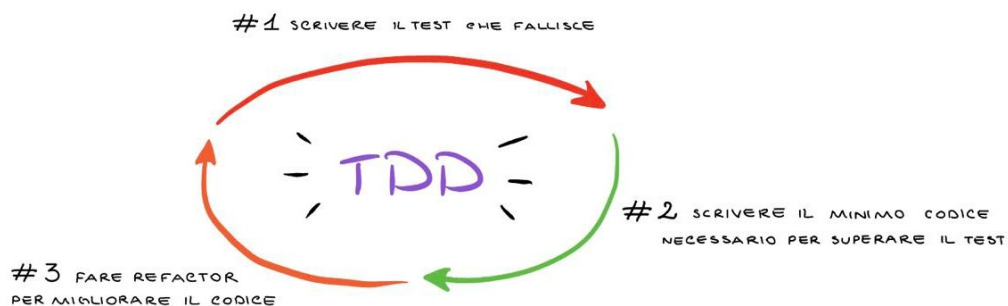 #1 SCRIVERE IL TEST CHE FALLISCE
TDD
#2 SCRIVERE IL MINIMO CODICE
NECESSARIO PER SUPERARE IL TEST
#3 FARE REFACTOR
PER MIGLIORARE IL CODICE